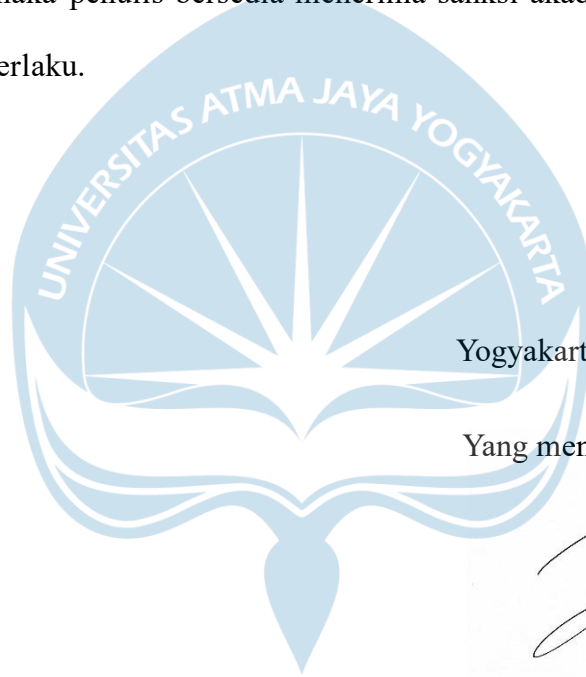 maka penulis bersedia menerima sanksi akad
erlaku.
UNIVERSITAS ATMA JAYA YOGYAKARTA
Yogyakart
Yang men